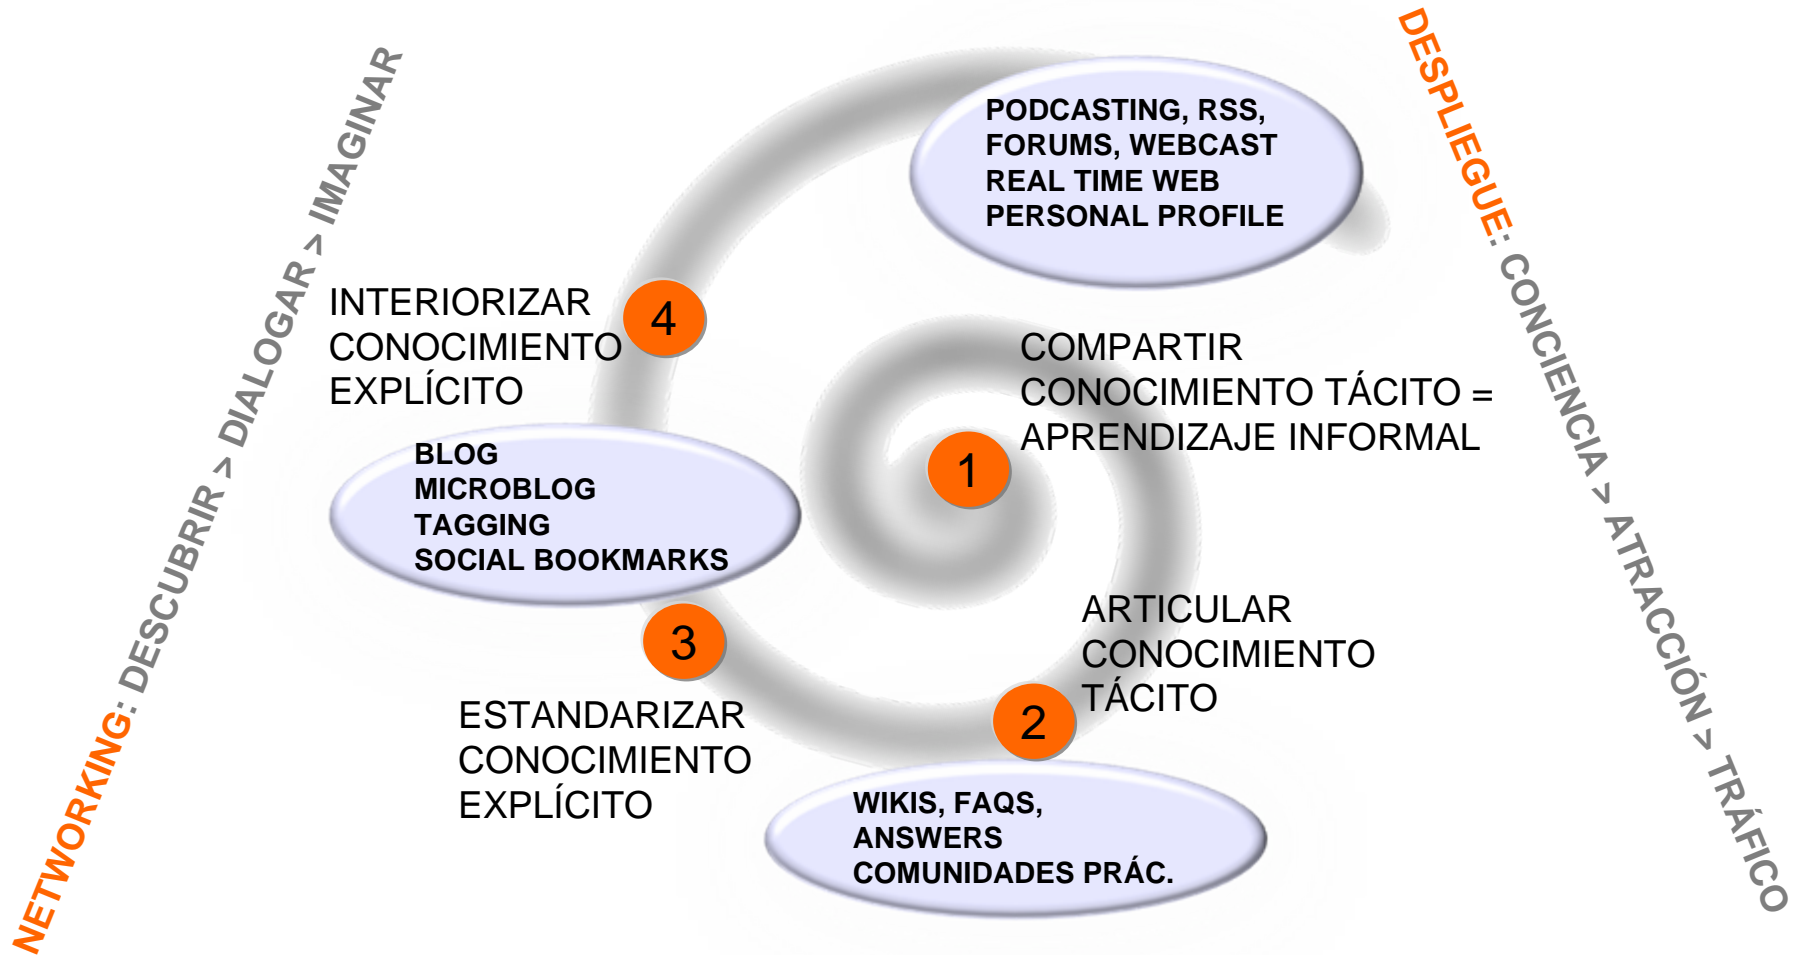 NETWORKING: DESCUBRIR > DIALOGAR > IMAGINAR
DESPLIEGUE: CONCIENCIA > ATRACCIÓN > TRÁFICO
PODCASTING, RSS,
FORUMS, WEBCAST
REAL TIME WEB
PERSONAL PROFILE
1
COMPARTIR
CONOCIMIENTO TÁCITO =
APRENDIZAJE INFORMAL
2
ARTICULAR
CONOCIMIENTO
TÁCITO
WIKIS, FAQS,
ANSWERS
COMUNIDADES PRÁC.
3
ESTANDARIZAR
CONOCIMIENTO
EXPLÍCITO
BLOG
MICROBLOG
TAGGING
SOCIAL BOOKMARKS
4
INTERIORIZAR
CONOCIMIENTO
EXPLÍCITO